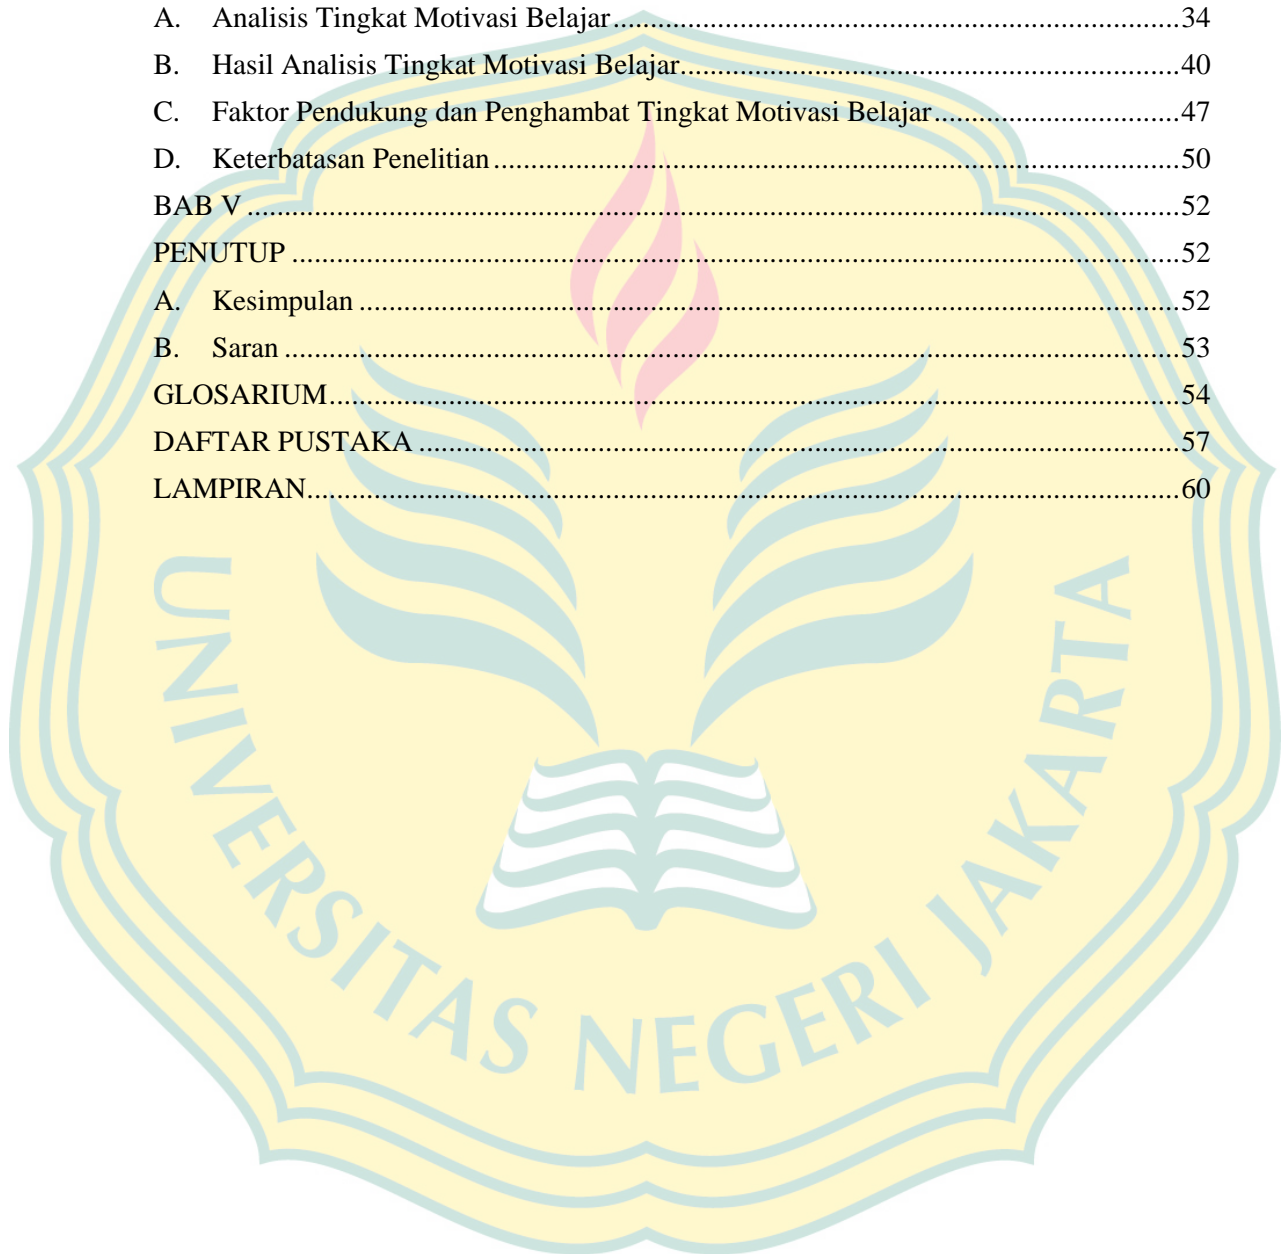 A. Analisis Tingkat Motivasi Belajar....................................................................................34
B. Hasil Analisis Tingkat Motivasi Belajar..........................................................................40
C. Faktor Pendukung dan Penghambat Tingkat Motivasi Belajar....................................47
D. Keterbatasan Penelitian....................................................................................................50
BAB V....................................................................................................................................52
PENUTUP..............................................................................................................................52
A. Kesimpulan.......................................................................................................................52
B. Saran.................................................................................................................................53
GLOSARIUM.........................................................................................................................54
DAFTAR PUSTAKA..............................................................................................................57
LAMPIRAN............................................................................................................................60
UNIVERSITAS NEGERI JAKARTA